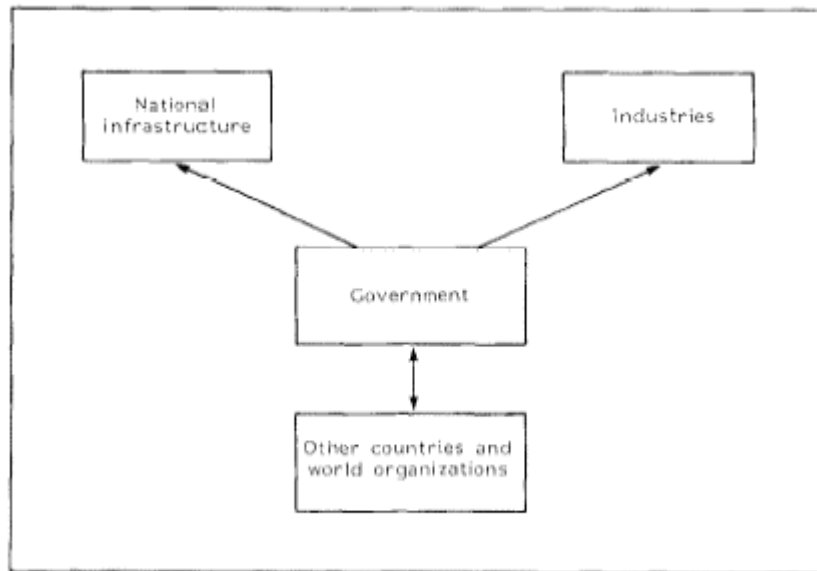 National
infrastructure
Industries
Government
Other countries and
world organizations